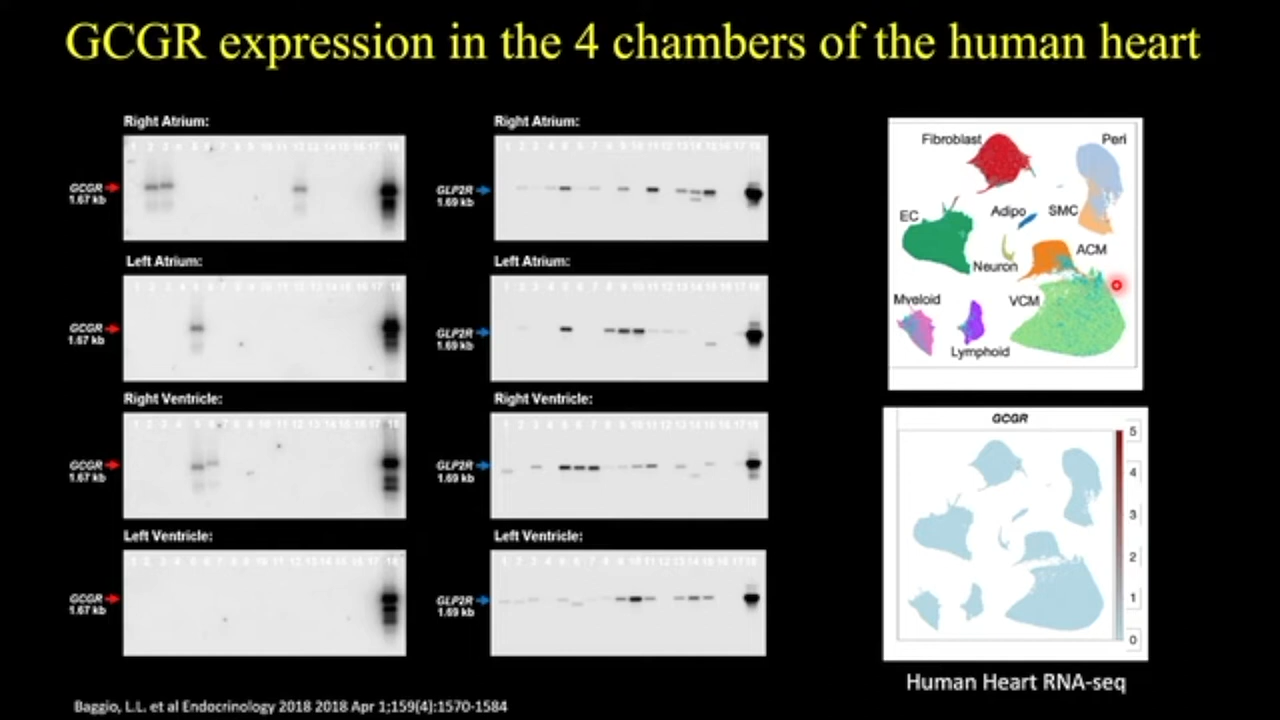 GCGR expression in the 4 chambers of the human heart
Right Atrium:
GCGR
1.67 kb
Left Atrium:
GCGR
1.67 kb
Right Ventricle:
GCGR
1.67 kb
Left Ventricle:
GCGR
1.67 kb
Right Atrium:
GLP2R
1.69 kb
Left Atrium:
GLP2R
1.69 kb
Right Ventricle:
GLP2R
1.69 kb
Left Ventricle:
GLP2R
1.69 kb
Fibroblast
Peri
EC
Adipo
SMC
Neuron
ACM
Myeloid
VCM
Lymphoid
GCGR
5
4
3
2
1
0
Human Heart RNA-seq
Baggio, L.L. et al Endocrinology 2018 2018 Apr 1;159(4):1570-1584